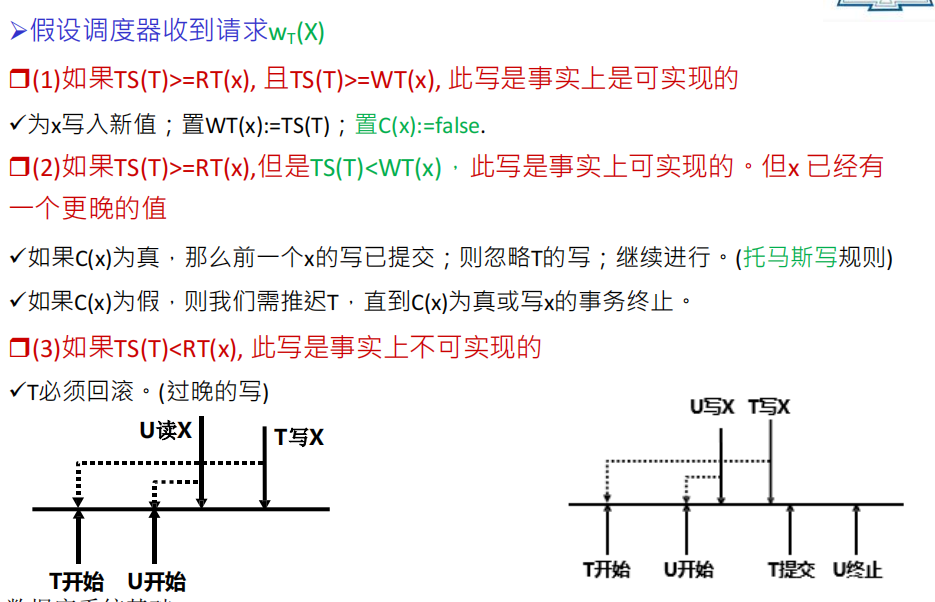 ➢假设调度器收到请求wT(X)
❒(1)如果TS(T)>=RT(x), 且TS(T)>=WT(x), 此写是事实上是可实现的
✓为x写入新值；置WT(x):=TS(T)；置C(x):=false.
❒(2)如果TS(T)>=RT(x),但是TS(T)<WT(x)，此写是事实上可实现的。但x 已经有
一个更晚的值
✓如果C(x)为真，那么前一个x的写已提交；则忽略T的写；继续进行。(托马斯写规则)
✓如果C(x)为假，则我们需推迟T，直到C(x)为真或写x的事务终止。
❒(3)如果TS(T)<RT(x), 此写是事实上不可实现的
✓T必须回滚。(过晚的写)
U读X T写X
T开始 U开始
U写X T写X
T开始 U开始 T提交 U终止